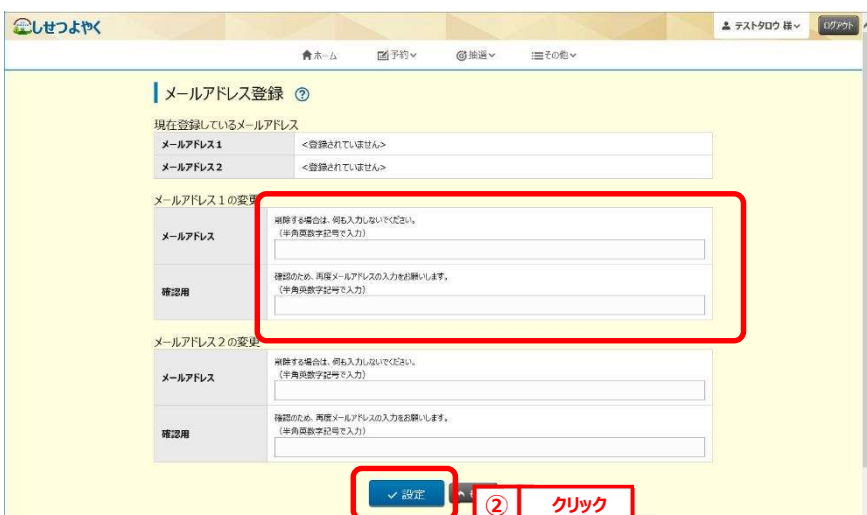 しせつよやく
テストタロウ 様
ログアウト
ホーム
予約
抽選
その他
メールアドレス登録
現在登録しているメールアドレス
メールアドレス1
<登録されていません>
メールアドレス2
<登録されていません>
メールアドレス1の変更
メールアドレス
削除する場合は、何も入力しないでください。
(半角英数字記号で入力)
確認用
確認のため、再度メールアドレスの入力をお願いします。
(半角英数字記号で入力)
メールアドレス2の変更
メールアドレス
削除する場合は、何も入力しないでください。
(半角英数字記号で入力)
確認用
確認のため、再度メールアドレスの入力をお願いします。
(半角英数字記号で入力)
設定
② クリック